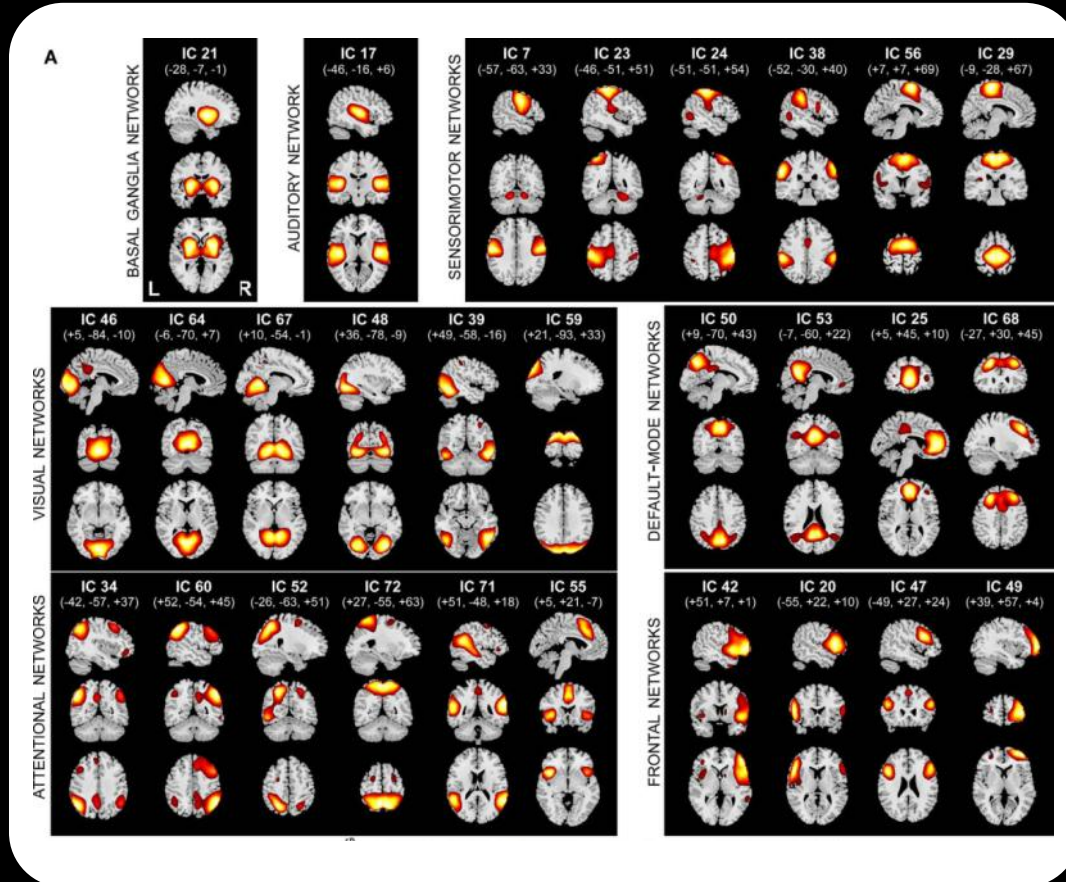 A
BASAL GANGLIA NETWORK
IC 21
(-28, -7, -1)
L R
AUDITORY NETWORK
IC 17
(-46, -16, +6)
SENSORIMOTOR NETWORKS
IC 7 IC 23 IC 24 IC 38 IC 56 IC 29
(-57, -63, +33) (-46, -51, +51) (-51, -51, +54) (-52, -30, +40) (+7, +7, +69) (-9, -28, +67)
VISUAL NETWORKS
IC 46 IC 64 IC 67 IC 48 IC 39 IC 59
(+5, -84, -10) (-6, -70, +7) (+10, -54, -1) (+36, -78, -9) (+49, -58, -16) (+21, -93, +33)
DEFAULT-MODE NETWORKS
IC 50 IC 53 IC 25 IC 68
(+9, -70, +43) (-7, -60, +22) (+5, +45, +10) (-27, +30, +45)
ATTENTIONAL NETWORKS
IC 34 IC 60 IC 52 IC 72 IC 71 IC 55
(-42, -57, +37) (+52, -54, +45) (-26, -63, +51) (+27, -55, +63) (+51, -48, +18) (+5, +21, -7)
FRONTAL NETWORKS
IC 42 IC 20 IC 47 IC 49
(+51, +7, +1) (-55, +22, +10) (-49, +27, +24) (+39, +57, +4)